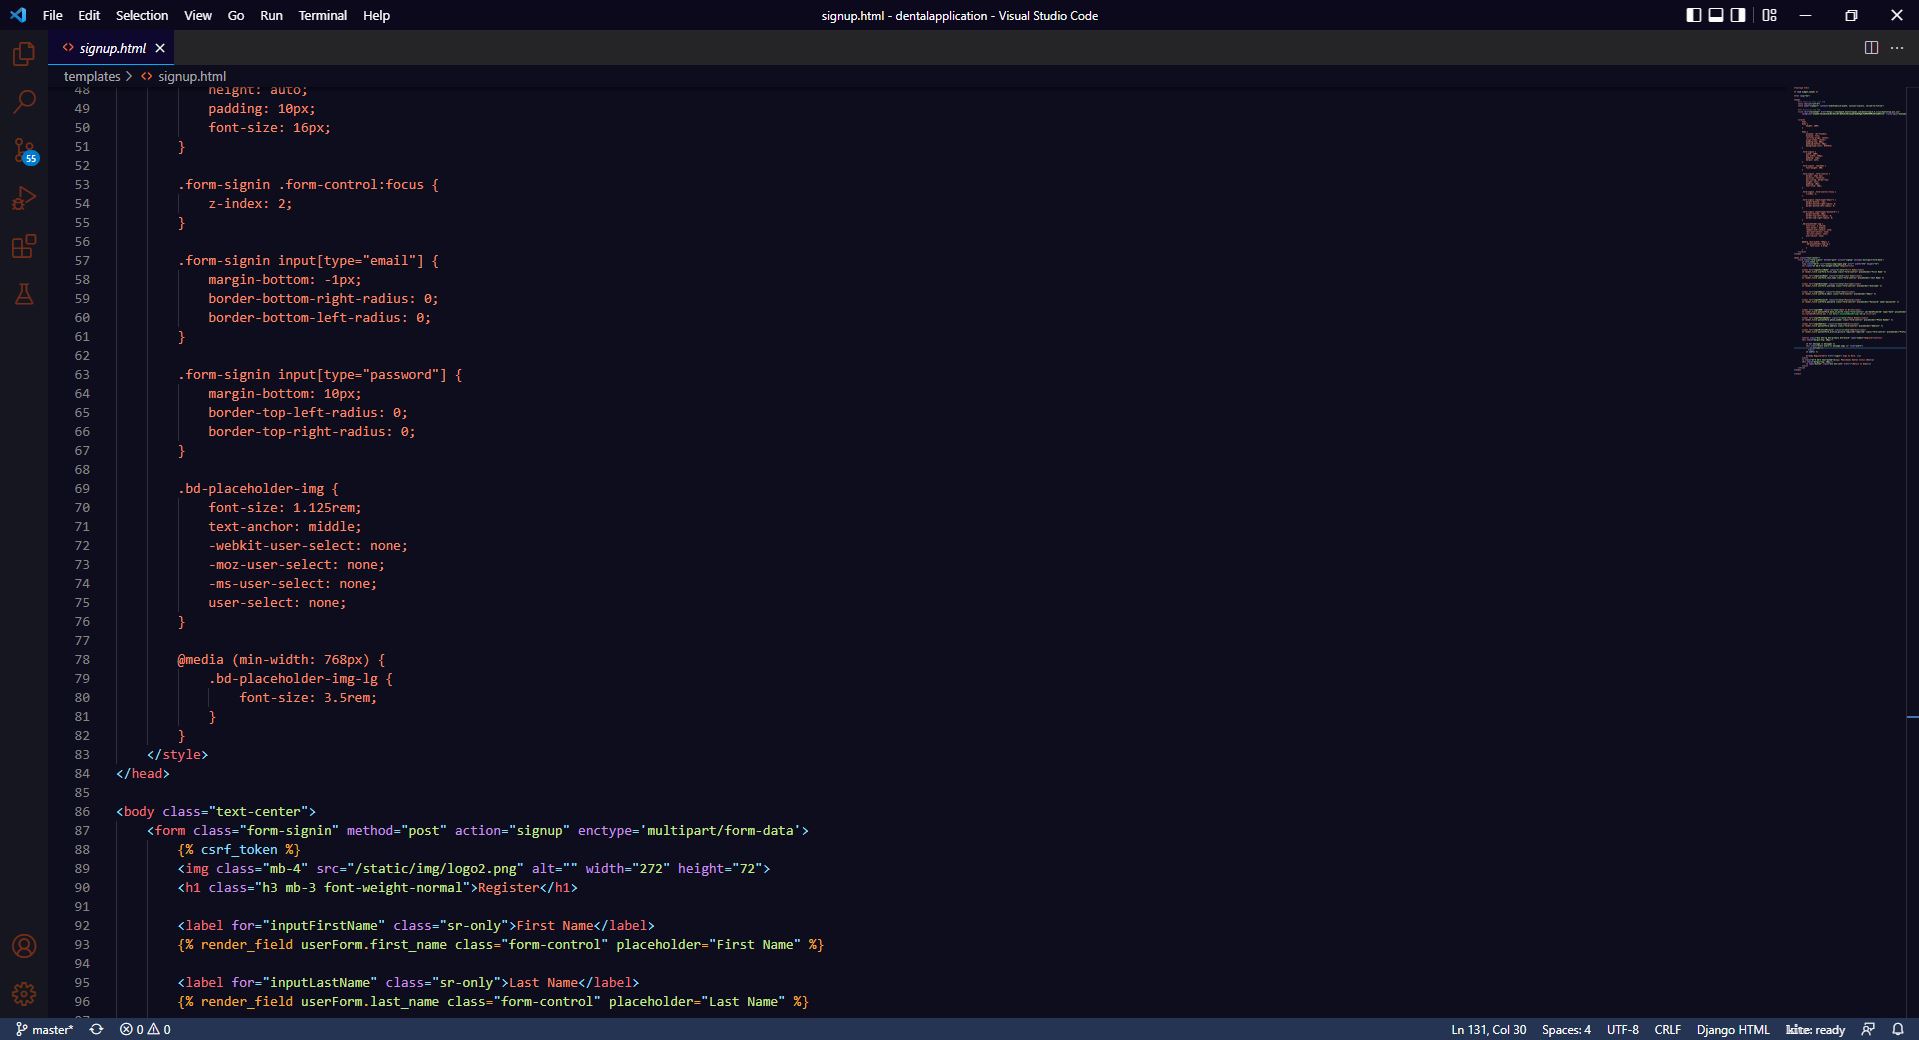 File Edit Selection View Go Run Terminal Help
signup.html - dentalapplication - Visual Studio Code
<> signup.html ×
templates > <> signup.html
55
48 height: auto;
49 padding: 10px;
50 font-size: 16px;
51 }
52
53 .form-signin .form-control:focus {
54 z-index: 2;
55 }
56
57 .form-signin input[type="email"] {
58 margin-bottom: -1px;
59 border-bottom-right-radius: 0;
60 border-bottom-left-radius: 0;
61 }
62
63 .form-signin input[type="password"] {
64 margin-bottom: 10px;
65 border-top-left-radius: 0;
66 border-top-right-radius: 0;
67 }
68
69 .bd-placeholder-img {
70 font-size: 1.125rem;
71 text-anchor: middle;
72 -webkit-user-select: none;
73 -moz-user-select: none;
74 -ms-user-select: none;
75 user-select: none;
76 }
77
78 @media (min-width: 768px) {
79 .bd-placeholder-img-lg {
80 font-size: 3.5rem;
81 }
82 }
83 </style>
84 </head>
85
86 <body class="text-center">
87 <form class="form-signin" method="post" action="signup" enctype='multipart/form-data'>
88 {% csrf_token %}
89 <img class="mb-4" src="/static/img/logo2.png" alt="" width="272" height="72">
90 <h1 class="h3 mb-3 font-weight-normal">Register</h1>
91
92 <label for="inputFirstName" class="sr-only">First Name</label>
93 {% render_field userForm.first_name class="form-control" placeholder="First Name" %}
94
95 <label for="inputLastName" class="sr-only">Last Name</label>
96 {% render_field userForm.last_name class="form-control" placeholder="Last Name" %}
master* 0 0 Ln 131, Col 30 Spaces: 4 UTF-8 CRLF Django HTML kite: ready